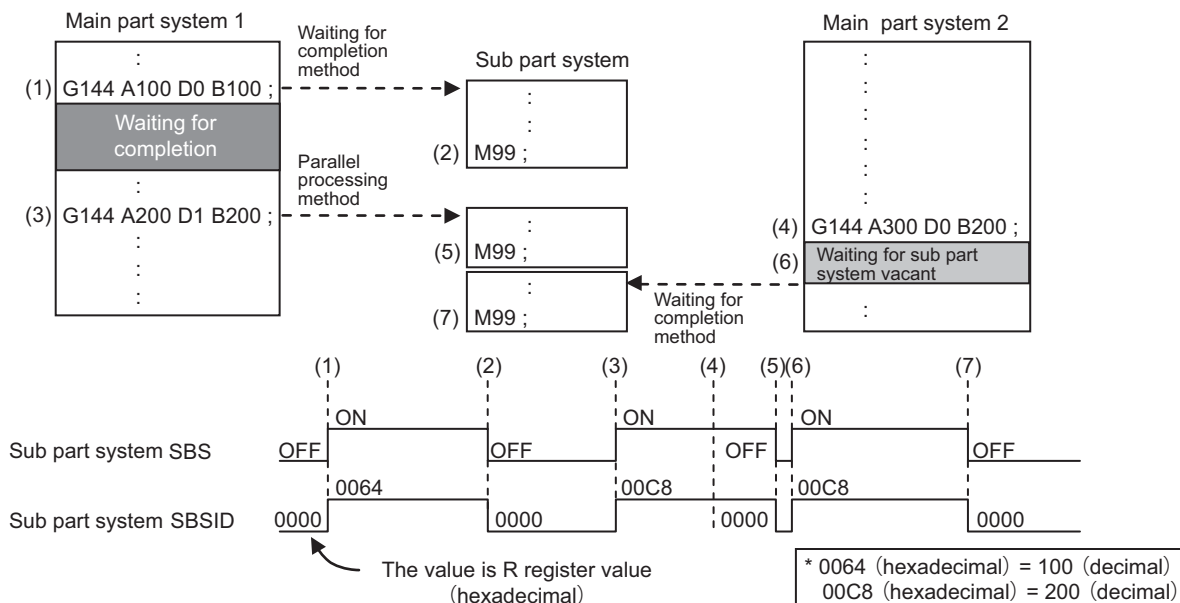 Main part system 1
:
(1) G144 A100 D0 B100 ;
Waiting for
completion
:
(3) G144 A200 D1 B200 ;
:
:
:
Waiting for
completion
method
Parallel
processing
method
Sub part system
:
:
(2) M99 ;
:
(5) M99 ;
:
(7) M99 ;
Waiting for
completion
method
Main part system 2
:
:
:
:
:
:
(4) G144 A300 D0 B200 ;
(6) Waiting for sub part
system vacant
:
(1) (2) (3) (4) (5) (6) (7)
ON ON ON
Sub part system SBS OFF OFF OFF OFF
0064 00C8 00C8
Sub part system SBSID 0000 0000 0000 0000
The value is R register value
(hexadecimal)
* 0064 (hexadecimal) = 100 (decimal)
00C8 (hexadecimal) = 200 (decimal)